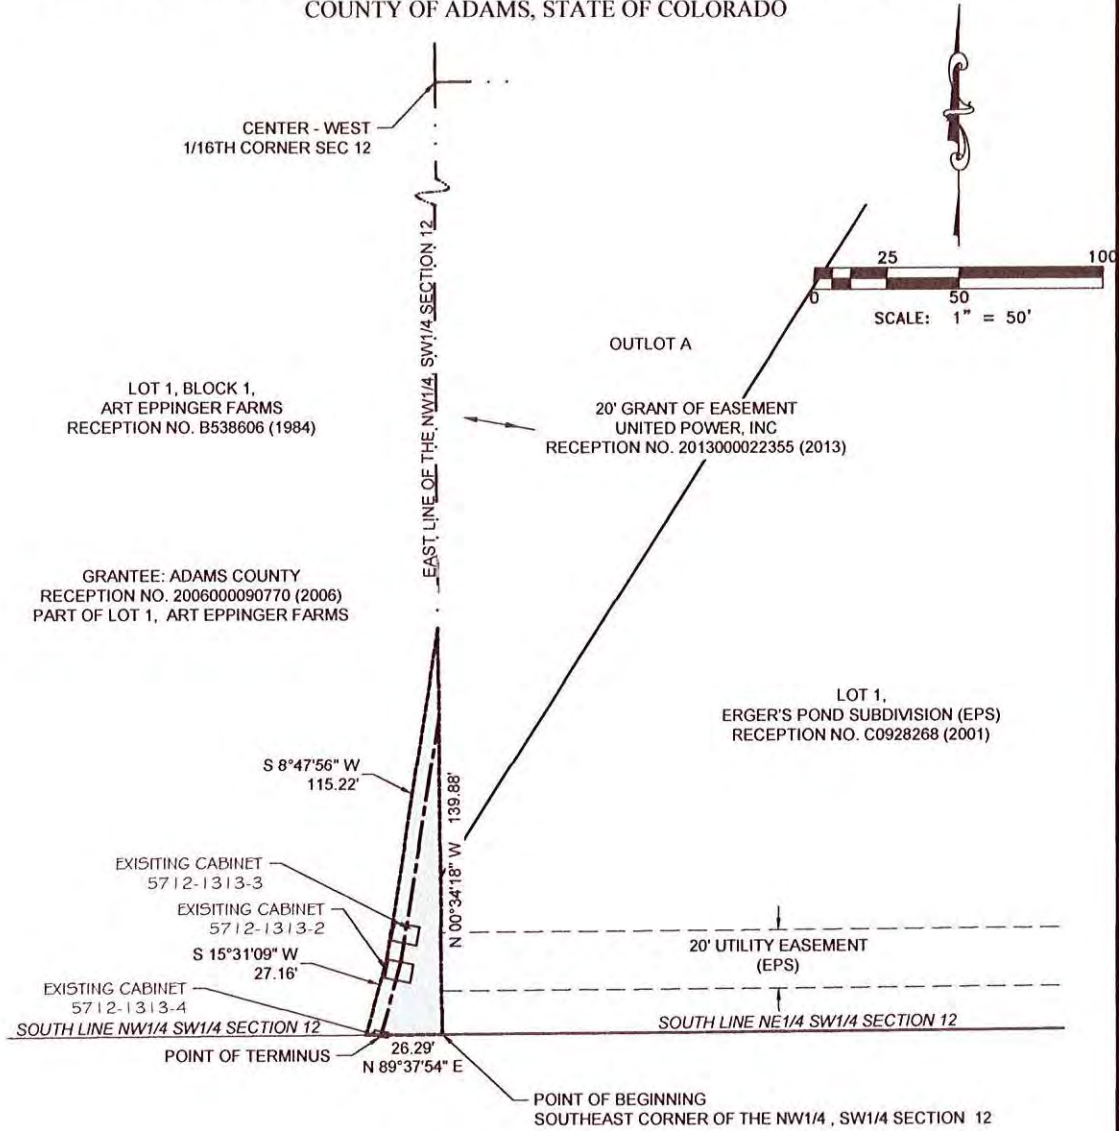 COUNTY OF ADAMS, STATE OF COLORADO
CENTER - WEST
1/16TH CORNER SEC 12
25
100
0
50
SCALE: 1" = 50'
EAST LINE OF THE NW1/4, SW1/4 SECTION 12
OUTLOT A
LOT 1, BLOCK 1,
ART EPPINGER FARMS
RECEPTION NO. B538606 (1984)
20' GRANT OF EASEMENT
UNITED POWER, INC
RECEPTION NO. 2013000022355 (2013)
GRANTEE: ADAMS COUNTY
RECEPTION NO. 2006000090770 (2006)
PART OF LOT 1, ART EPPINGER FARMS
LOT 1,
ERGER'S POND SUBDIVISION (EPS)
RECEPTION NO. C0928268 (2001)
S 8°47'56" W
115.22'
N 00°34'18" W 139.88'
EXISITING CABINET
5712-1313-3
EXISITING CABINET
5712-1313-2
S 15°31'09" W
27.16'
20' UTILITY EASEMENT
(EPS)
EXISTING CABINET
5712-1313-4
SOUTH LINE NW1/4 SW1/4 SECTION 12
SOUTH LINE NE1/4 SW1/4 SECTION 12
POINT OF TERMINUS
26.29'
N 89°37'54" E
POINT OF BEGINNING
SOUTHEAST CORNER OF THE NW1/4 , SW1/4 SECTION 12